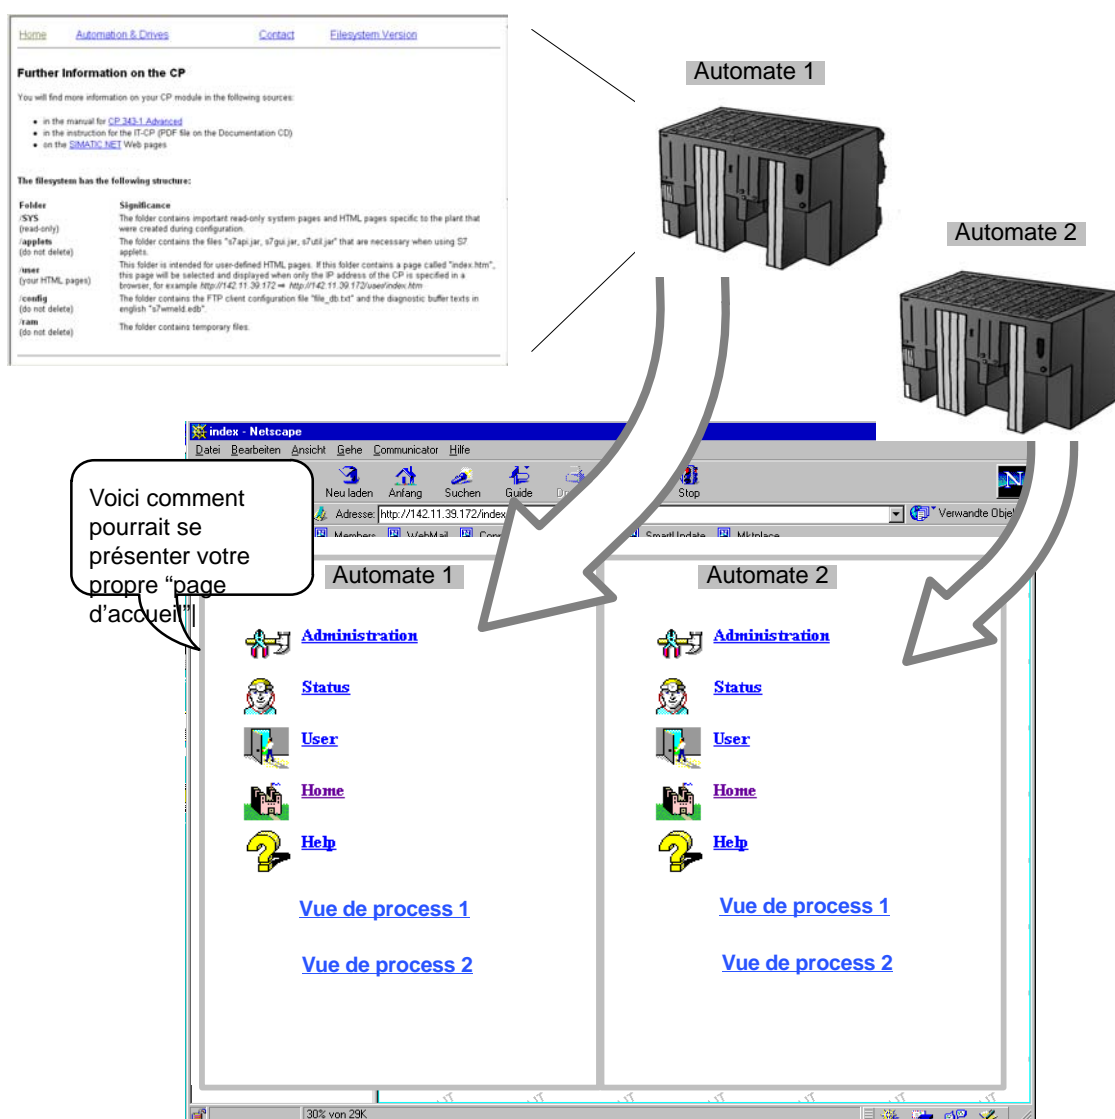 Home Automation & Drives Contact Filesystem Version
Further Information on the CP
You will find more information on your CP module in the following sources:
• in the manual for CP 343-1 Advanced
• in the instruction for the IT-CP (PDF file on the Documentation CD)
• on the SIMATIC NET Web pages
The filesystem has the following structure:
Folder Significance
/SYS
(read-only)
The folder contains important read-only system pages and HTML pages specific to the plant that
were created during configuration.
/applets
(do not delete)
The folder contains the files "s7api.jar, s7gui.jar, s7util.jar" that are necessary when using S7
applets.
/user
(your HTML pages)
This folder is intended for user-defined HTML pages. If this folder contains a page called "index.htm",
this page will be selected and displayed when only the IP address of the CP is specified in a
browser, for example http://142.11.39.172 ⇒ http://142.11.39.172/user/index.htm
/config
(do not delete)
The folder contains the FTP client configuration file "file_db.txt" and the diagnostic buffer texts in
english "s7wmeld.edb".
/ram
(do not delete)
The folder contains temporary files.
Automate 1
Automate 2
index - Netscape
Datei Bearbeiten Ansicht Gehe Communicator Hilfe
Neu laden Anfang Suchen Guide Stop
N
Adresse: http://142.11.39.172/index
Verwandte Obje
Members WebMail SmartUpdate Mktplace
Voici comment
pourrait se
présenter votre
propre “page
d’accueil”|
Automate 1 Automate 2
Administration Administration
Status Status
User User
Home Home
Help Help
Vue de process 1 Vue de process 1
Vue de process 2 Vue de process 2
30% von 29K